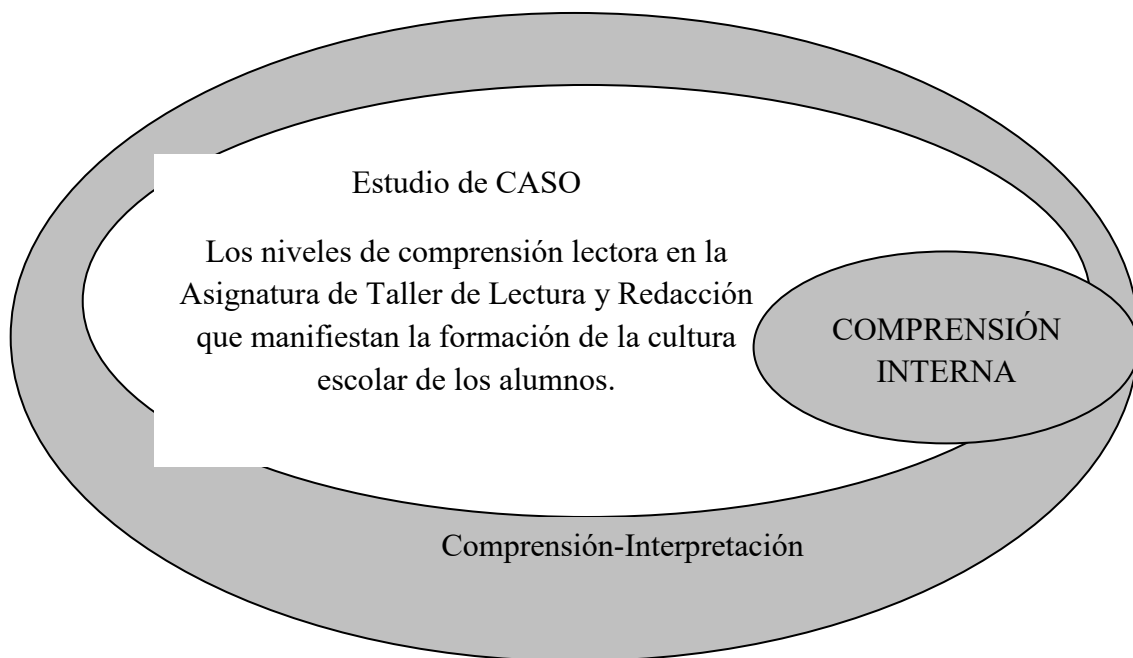 Estudio de CASO
Los niveles de comprensión lectora en la
Asignatura de Taller de Lectura y Redacción
que manifiestan la formación de la cultura
escolar de los alumnos.
COMPRENSIÓN
INTERNA
Comprensión-Interpretación